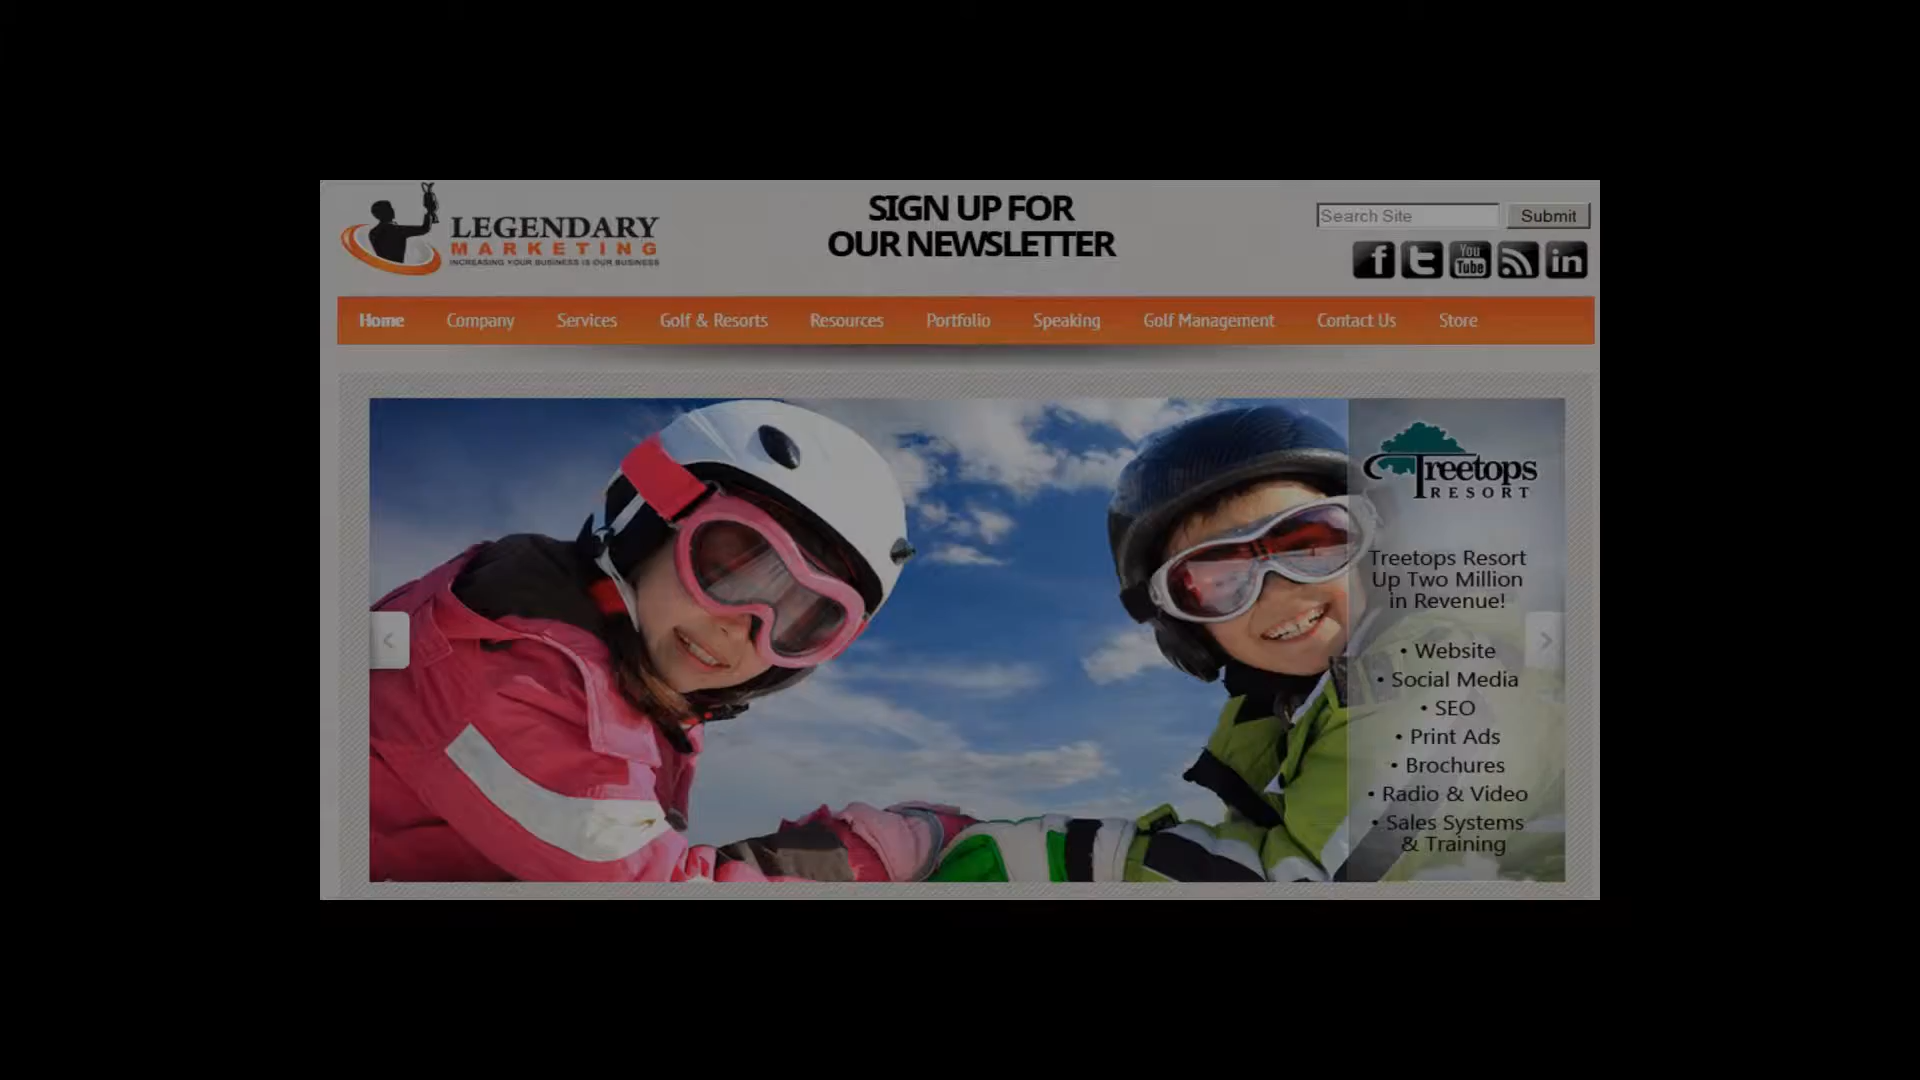 LEGENDARY
MARKETING
INCREASING YOUR BUSINESS IS OUR BUSINESS
SIGN UP FOR
OUR NEWSLETTER
Search Site
Submit
f
t
You
Tube
in
Home
Company
Services
Golf & Resorts
Resources
Portfolio
Speaking
Golf Management
Contact Us
Store
Treetops
RESORT
Treetops Resort
Up Two Million
in Revenue!
• Website
• Social Media
• SEO
• Print Ads
• Brochures
• Radio & Video
• Sales Systems
& Training